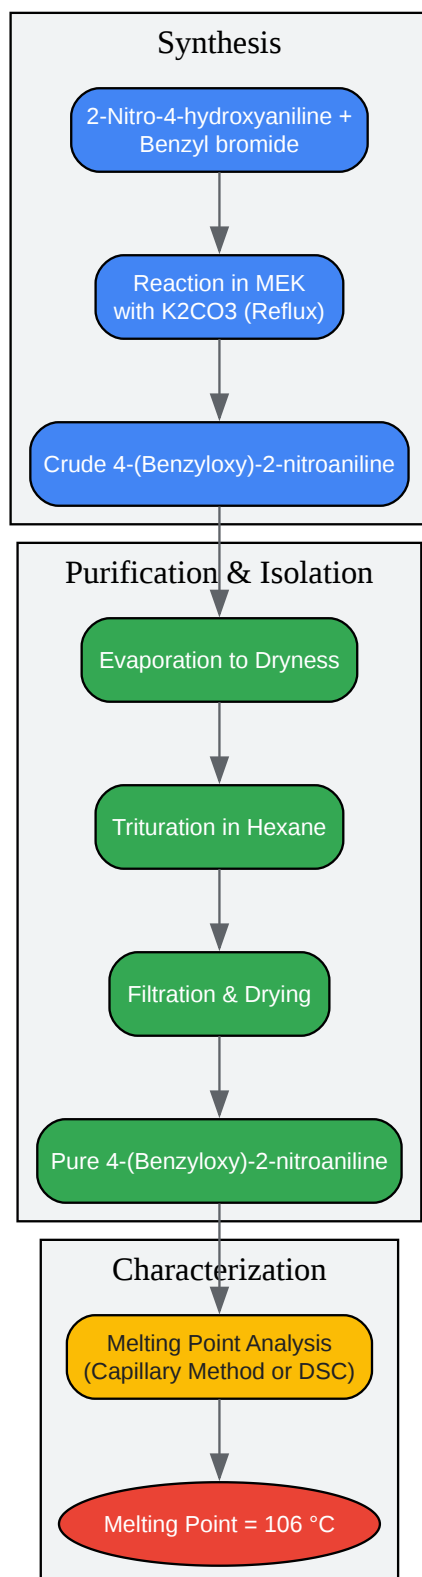 Synthesis
2-Nitro-4-hydroxyaniline +
Benzyl bromide
Reaction in MEK
with K2CO3 (Reflux)
Crude 4-(Benzyloxy)-2-nitroaniline
Purification & Isolation
Evaporation to Dryness
Trituration in Hexane
Filtration & Drying
Pure 4-(Benzyloxy)-2-nitroaniline
Characterization
Melting Point Analysis
(Capillary Method or DSC)
Melting Point = 106 °C